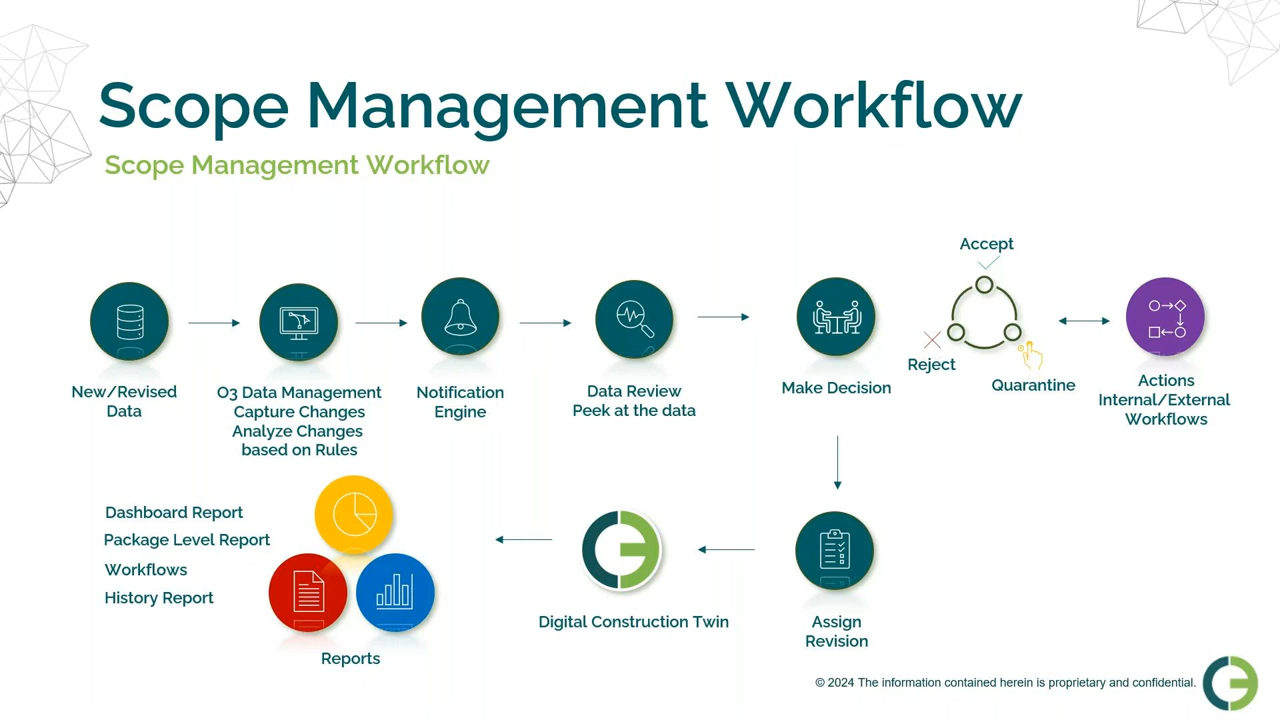 Scope Management Workflow
Scope Management Workflow
New/Revised
Data
O3 Data Management
Capture Changes
Analyze Changes
based on Rules
Notification
Engine
Data Review
Peek at the data
Make Decision
Accept
Reject
Quarantine
Actions
Internal/External
Workflows
Assign
Revision
Digital Construction Twin
Dashboard Report
Package Level Report
Workflows
History Report
Reports
© 2024 The information contained herein is proprietary and confidential.